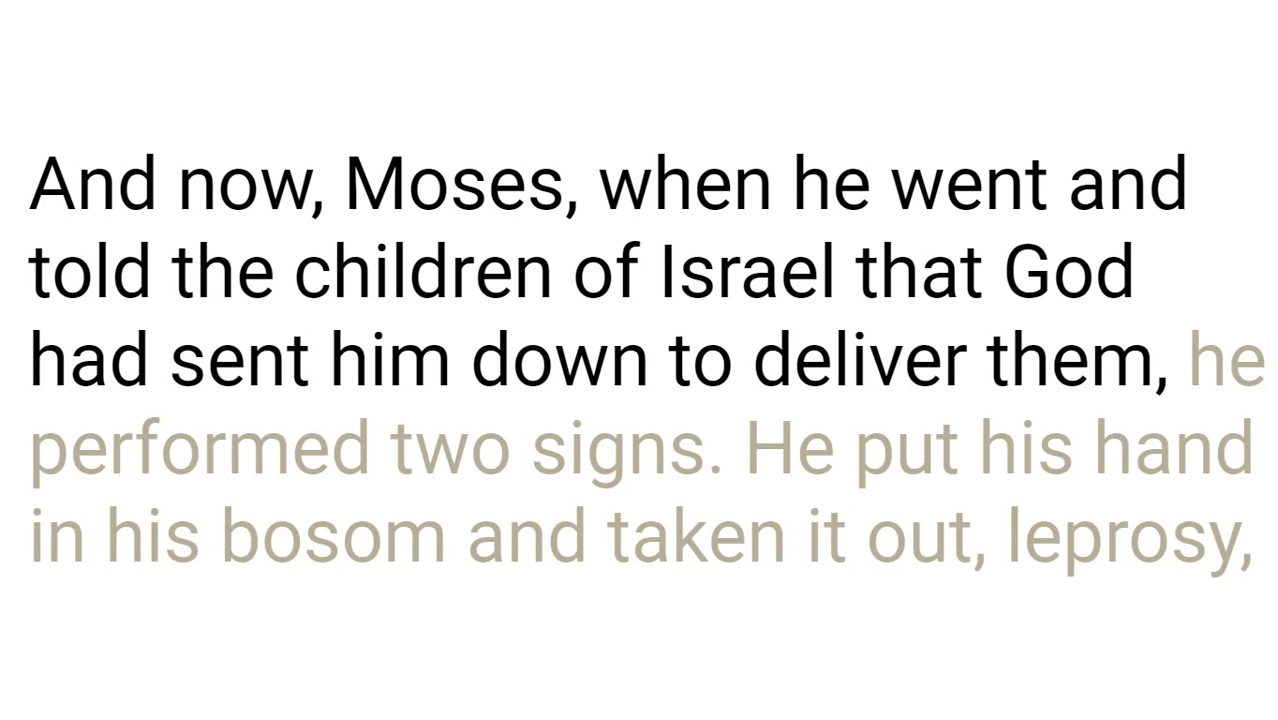 And now, Moses, when he went and
told the children of Israel that God
had sent him down to deliver them, he
performed two signs. He put his hand
in his bosom and taken it out, leprosy,